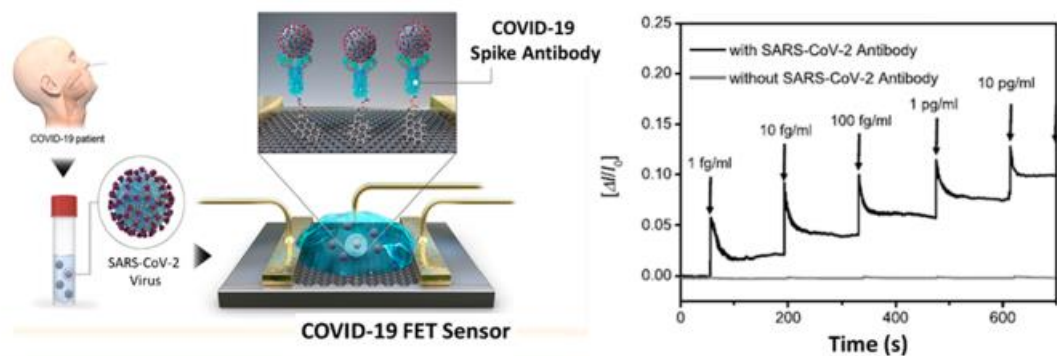 COVID-19
Spike Antibody
COVID-19 patient
SARS-CoV-2
Virus
COVID-19 FET Sensor
0.25
0.20
0.15
0.10
0.05
0.00
[ΔI/I₀]
with SARS-CoV-2 Antibody
without SARS-CoV-2 Antibody
1 fg/ml
10 fg/ml
100 fg/ml
1 pg/ml
10 pg/ml
0
200
400
600
Time (s)